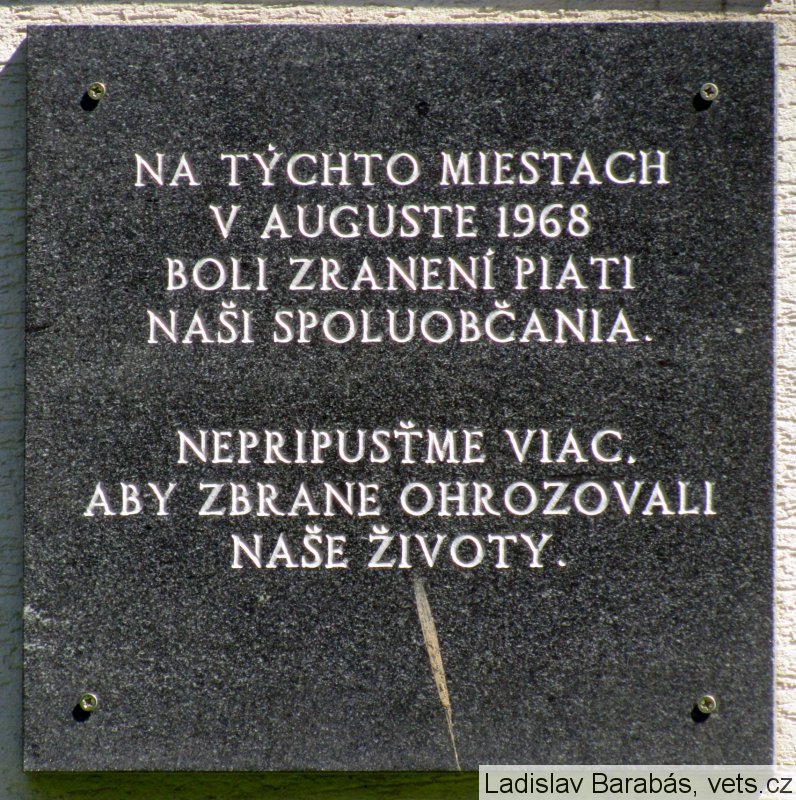 NA TÝCHTO MIESTACH
V AUGUSTE 1968
BOLI ZRANENÍ PIATI
NAŠI SPOLUOBČANIA.
NEPRIPUSŤME VIAC,
ABY ZBRANE OHROZOVALI
NAŠE ŽIVOTY.
Ladislav Barabás, vets.cz